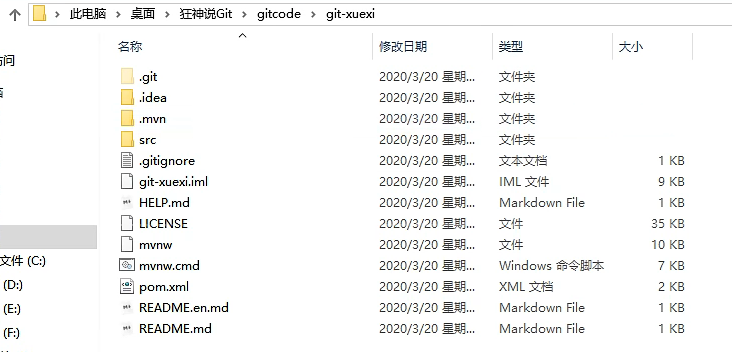 此电脑 > 桌面 > 狂神说Git > gitcode > git-xuexi
名称 修改日期 类型 大小
.git 2020/3/20 星期... 文件夹
.idea 2020/3/20 星期... 文件夹
.mvn 2020/3/20 星期... 文件夹
src 2020/3/20 星期... 文件夹
.gitignore 2020/3/20 星期... 文本文档 1 KB
git-xuexi.iml 2020/3/20 星期... IML 文件 9 KB
HELP.md 2020/3/20 星期... Markdown File 1 KB
LICENSE 2020/3/20 星期... 文件 35 KB
mvnw 2020/3/20 星期... 文件 10 KB
mvnw.cmd 2020/3/20 星期... Windows 命令脚本 7 KB
pom.xml 2020/3/20 星期... XML 文档 2 KB
README.en.md 2020/3/20 星期... Markdown File 1 KB
README.md 2020/3/20 星期... Markdown File 1 KB
访问
文件 (C:)
(D:)
(E:)
(F:)